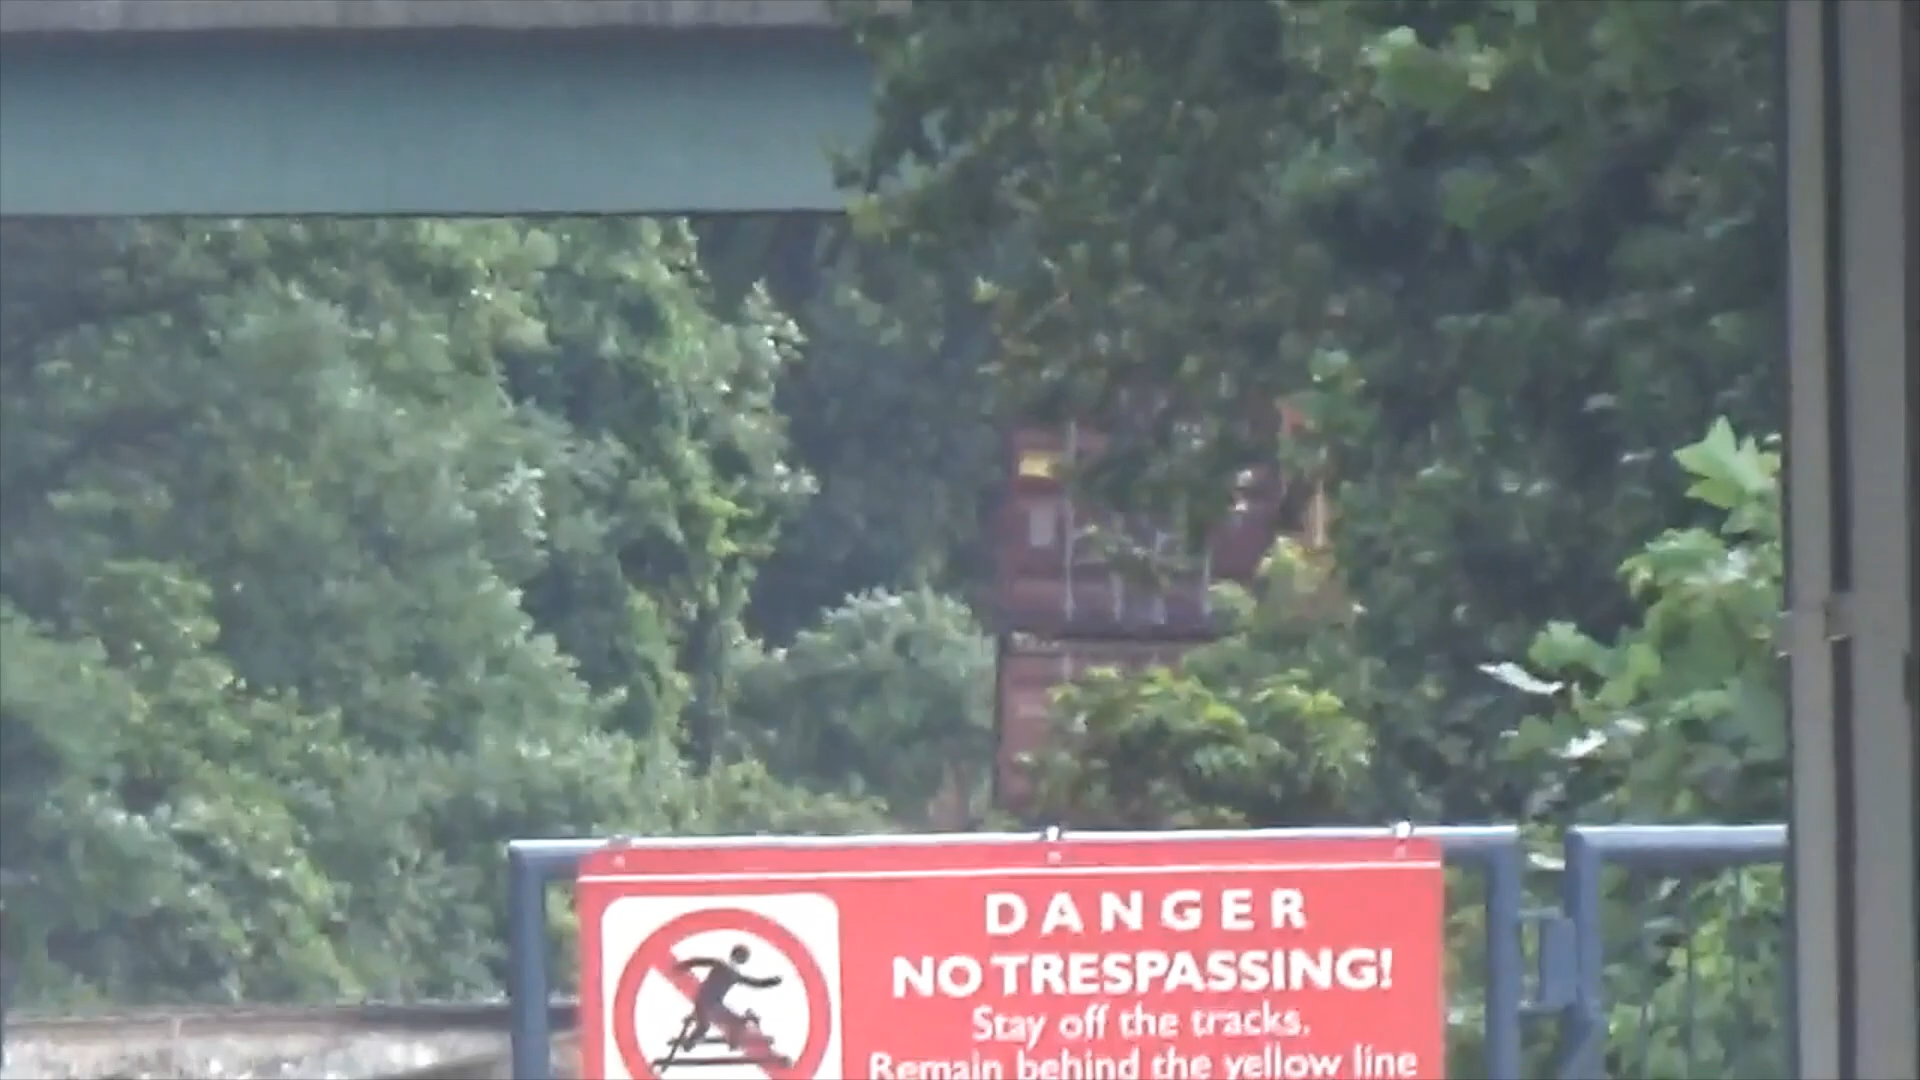 DANGER
NO TRESPASSING!
Stay off the tracks.
Remain behind the yellow line